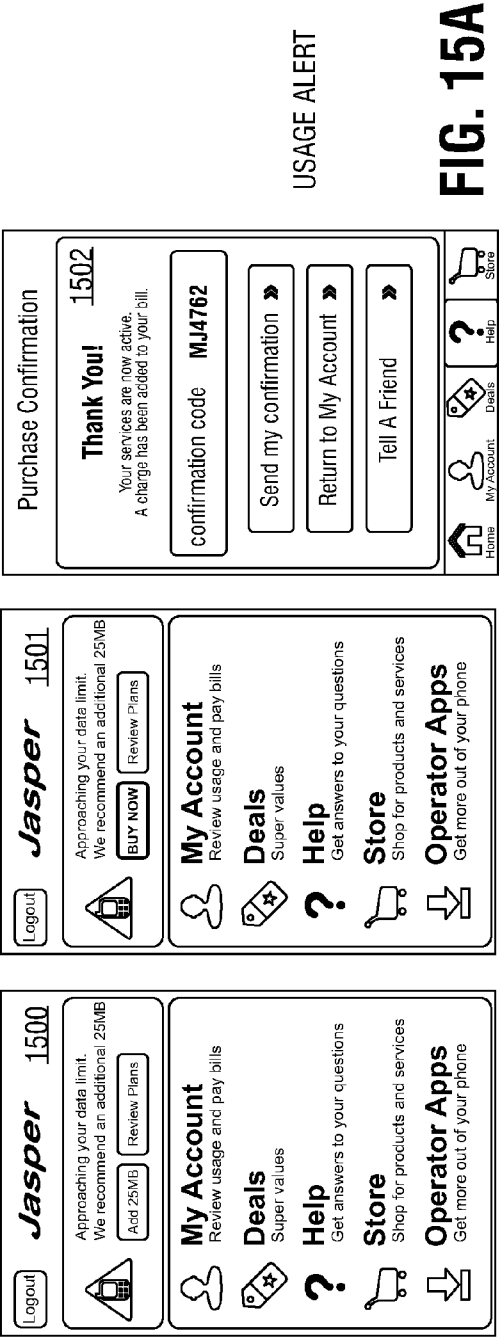 Logout
Jasper
1500
Approaching your data limit.
We recommend an additional 25MB
Add 25MB
Review Plans
My Account
Review usage and pay bills
Deals
Super values
Help
Get answers to your questions
Store
Shop for products and services
Operator Apps
Get more out of your phone
Logout
Jasper
1501
Approaching your data limit.
We recommend an additional 25MB
BUY NOW
Review Plans
My Account
Review usage and pay bills
Deals
Super values
Help
Get answers to your questions
Store
Shop for products and services
Operator Apps
Get more out of your phone
Purchase Confirmation
1502
Thank You!
Your services are now active.
A charge has been added to your bill.
confirmation code MJ4762
Send my confirmation »
Return to My Account »
Tell A Friend »
Home
My Account
Deals
Help
Store
USAGE ALERT
FIG. 15A